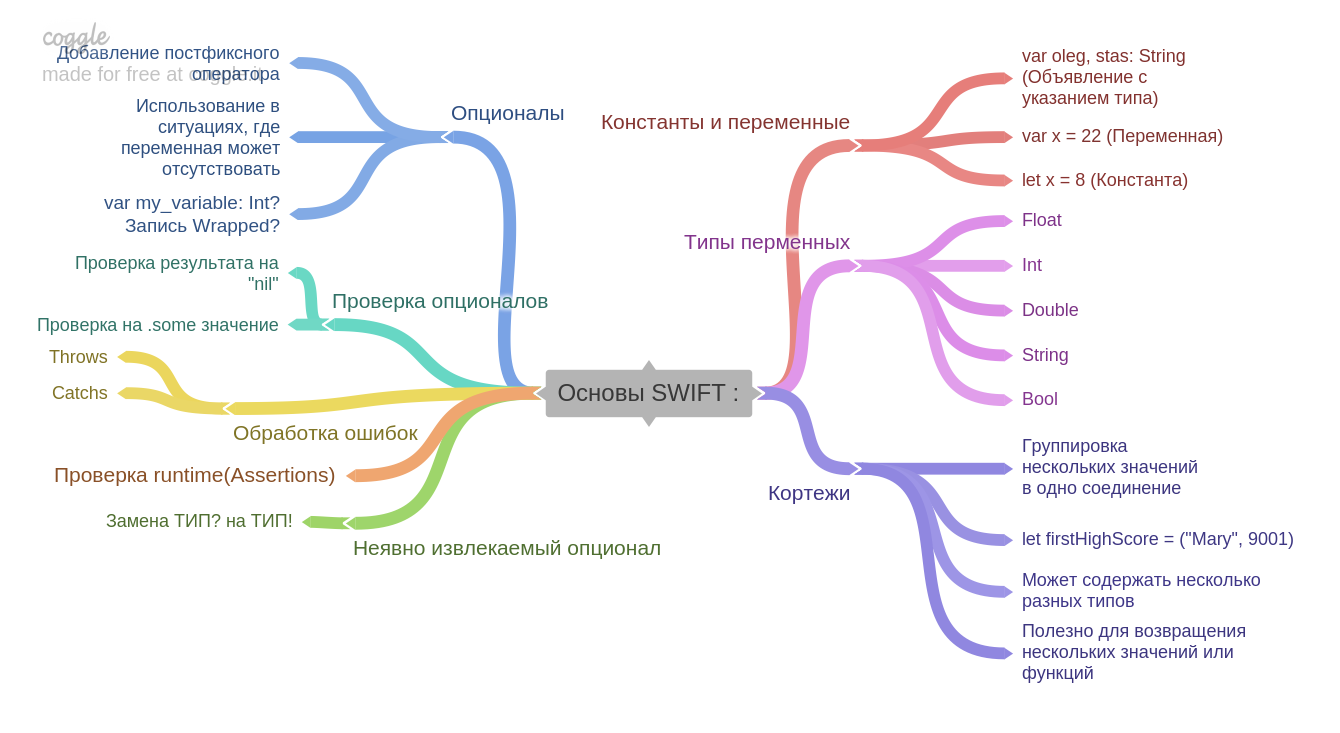 coggle
made for free at coggle.it
Добавление постфиксного
оператора
Использование в
ситуациях, где
переменная может
отсутствовать
var my_variable: Int?
Запись Wrapped?
Опционалы
Проверка результата на
"nil"
Проверка на .some значение
Проверка опционалов
Throws
Catchs
Обработка ошибок
Проверка runtime(Assertions)
Замена ТИП? на ТИП!
Неявно извлекаемый опционал
Основы SWIFT :
Константы и переменные
var oleg, stas: String
(Объявление с
указанием типа)
var x = 22 (Переменная)
let x = 8 (Константа)
Типы перменных
Float
Int
Double
String
Bool
Кортежи
Группировка
нескольких значений
в одно соединение
let firstHighScore = ("Mary", 9001)
Может содержать несколько
разных типов
Полезно для возвращения
нескольких значений или
функций